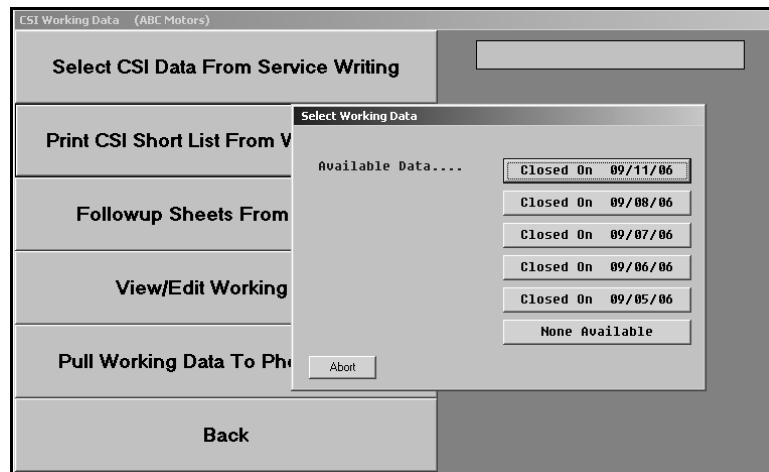 CSI Working Data (ABC Motors)
Select CSI Data From Service Writing
Print CSI Short List From
Followup Sheets From
View/Edit Working
Pull Working Data To
Back
Select Working Data
Available Data....
Closed On 09/11/06
Closed On 09/08/06
Closed On 09/07/06
Closed On 09/06/06
Closed On 09/05/06
None Available
Abort